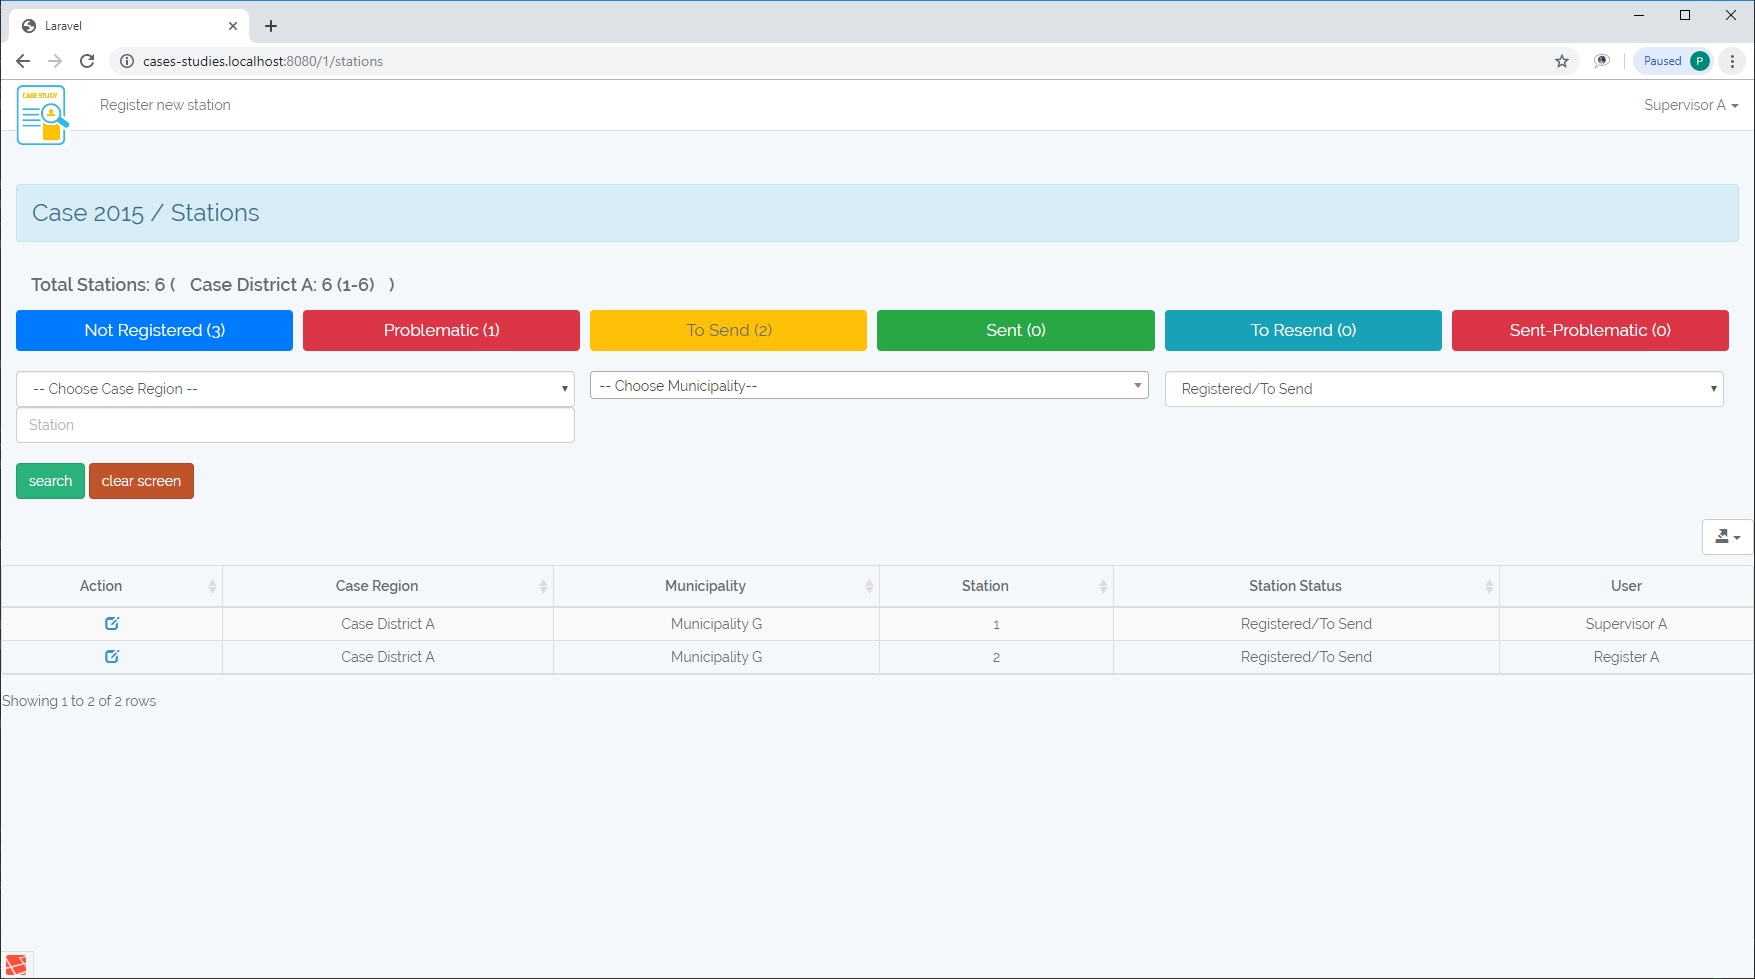 Laravel
cases-studies.localhost:8080/1/stations
Paused P
CASE STUDY
Register new station
Supervisor A
Case 2015 / Stations
Total Stations: 6 ( Case District A: 6 (1-6) )
Not Registered (3)
Problematic (1)
To Send (2)
Sent (0)
To Resend (0)
Sent-Problematic (0)
-- Choose Case Region --
-- Choose Municipality--
Registered/To Send
Station
search
clear screen
Action Case Region Municipality Station Station Status User
Case District A Municipality G 1 Registered/To Send Supervisor A
Case District A Municipality G 2 Registered/To Send Register A
Showing 1 to 2 of 2 rows